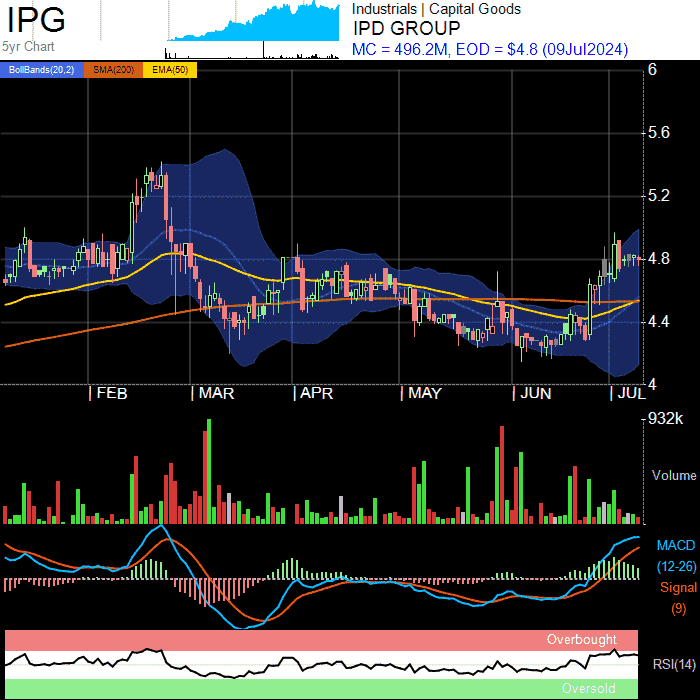 IPG
5yr Chart
Industrials | Capital Goods
IPD GROUP
MC = 496.2M, EOD = $4.8 (09Jul2024)
BollBands(20,2) SMA(200) EMA(50)
6
5.6
5.2
4.8
4.4
4
| FEB | MAR | APR | MAY | JUN | JUL
932k
Volume
MACD
(12-26)
Signal
(9)
Overbought
RSI(14)
Oversold